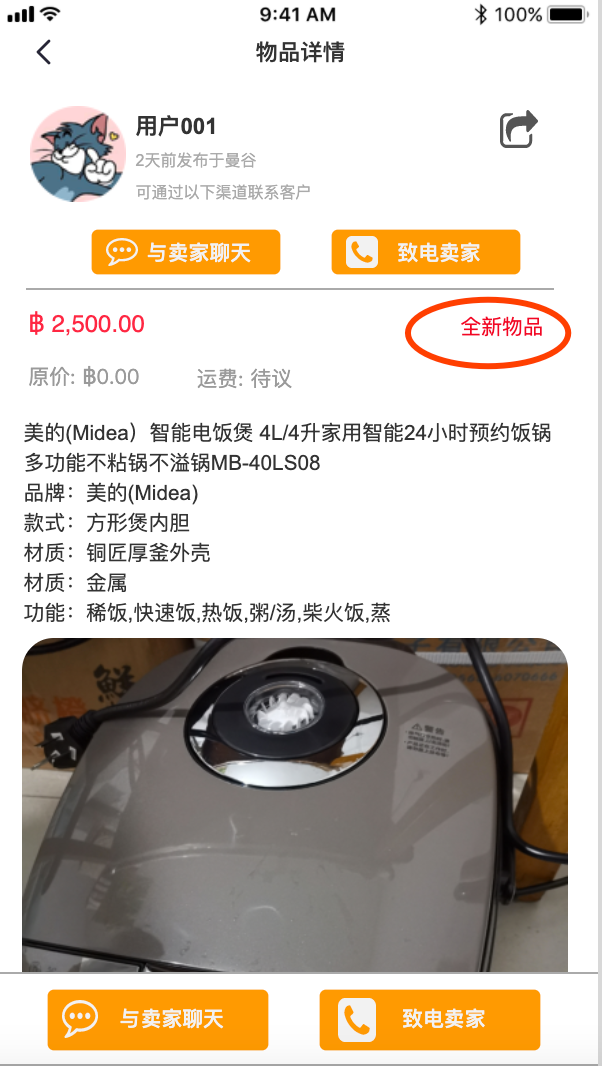 9:41 AM 100%
物品详情
用户001
2天前发布于曼谷
可通过以下渠道联系客户
与卖家聊天 致电卖家
฿ 2,500.00 全新物品
原价: ฿0.00 运费: 待议
美的(Midea）智能电饭煲 4L/4升家用智能24小时预约饭锅
多功能不粘锅不溢锅MB-40LS08
品牌：美的(Midea)
款式：方形煲内胆
材质：铜匠厚釜外壳
材质：金属
功能：稀饭,快速饭,热饭,粥/汤,柴火饭,蒸
鲜
警告
与卖家聊天 致电卖家